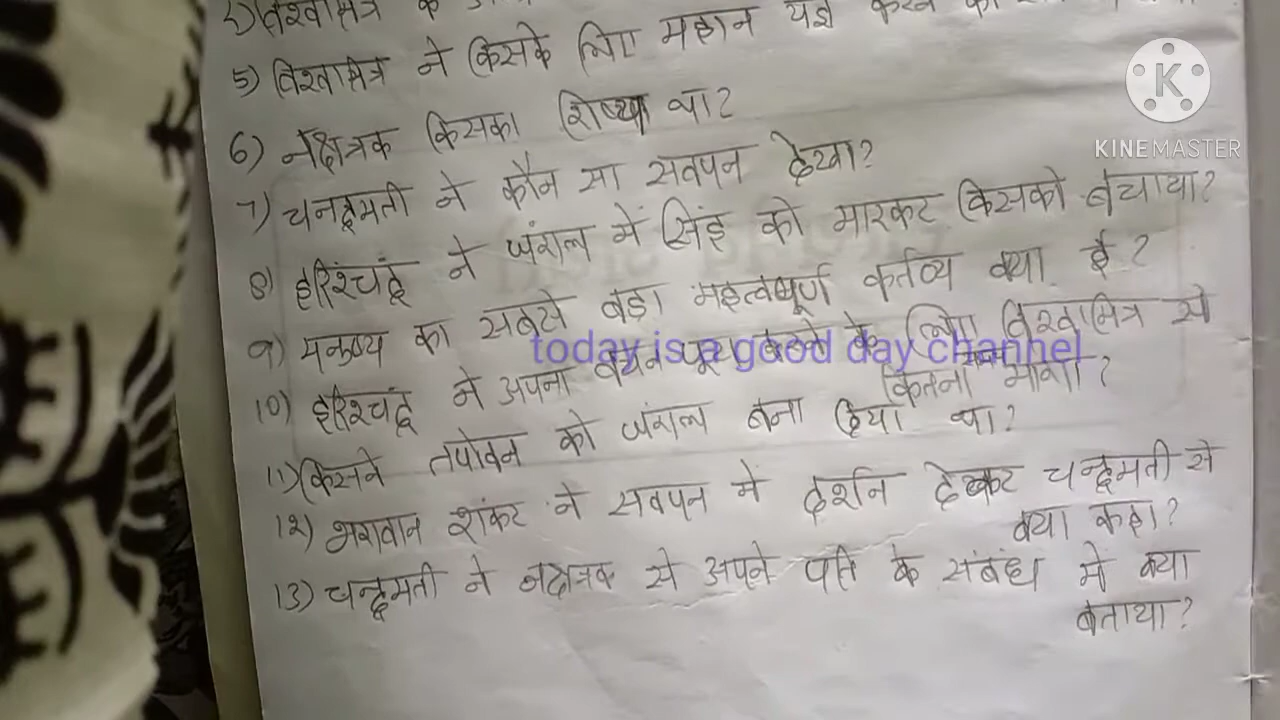 विश्वामित्र के
5) विश्वामित्र ने किसके लिए महान यज्ञ करने
6) नक्षत्रक किसका शिष्य था?
7) चनद्रमती ने कौन सा सवपन देखा?
8) हरिश्चंद्र ने जंगल में सिंह को मारकर किसको बचाया?
9) मनुष्य का सबसे बड़ा महत्वपूर्ण कर्तव्य क्या है?
10) हरिश्चंद्र ने अपना वचन पूरा करने के लिए विश्वामित्र से
कितना मांगा?
11) किसने तपोवन को जंगल बना दिया था?
12) भगवान शंकर ने सवपन में दर्शन देकर चन्द्रमती से
क्या कहा?
13) चन्द्रमती ने नक्षत्रक से अपने पति के संबंध में क्या
बताया?
K
KINEMASTER
today is a good day channel